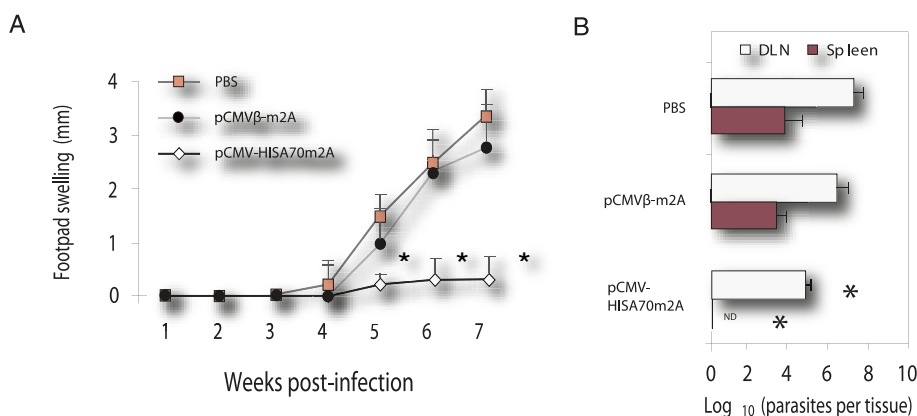 A
PBS
pCMVβ-m2A
pCMV-HISA70m2A
Footpad swelling (mm)
4
3
2
1
0
1 2 3 4 5 6 7
* * *
Weeks post-infection
B
DLN Spleen
PBS
pCMVβ-m2A
pCMV-
HISA70m2A
ND
*
*
0 2 4 6 8 10
Log 10 (parasites per tissue)